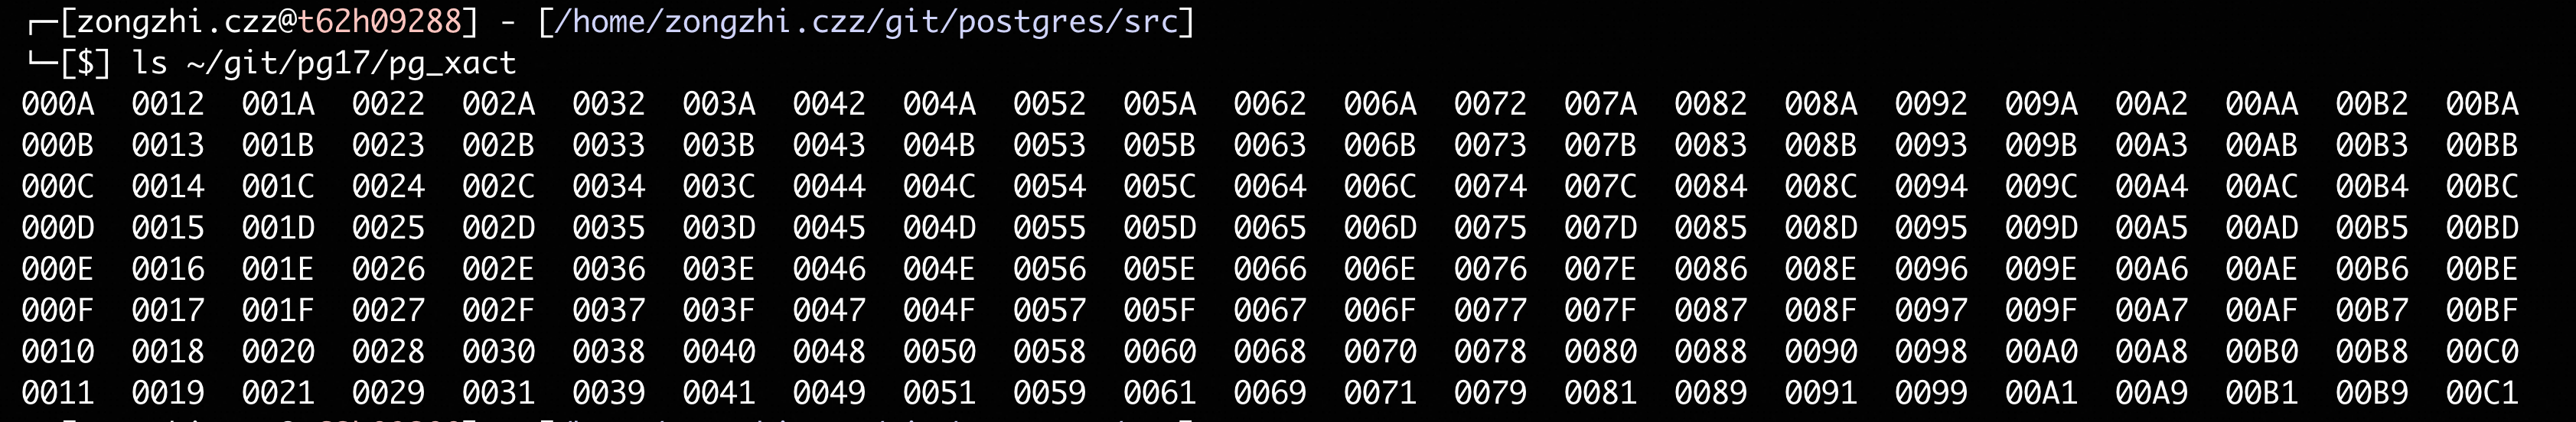 ┌─[zongzhi.czz@t62h09288] - [/home/zongzhi.czz/git/postgres/src]
└─[$] ls ~/git/pg17/pg_xact
000A 0012 001A 0022 002A 0032 003A 0042 004A 0052 005A 0062 006A 0072 007A 0082 008A 0092 009A 00A2 00AA 00B2 00BA
000B 0013 001B 0023 002B 0033 003B 0043 004B 0053 005B 0063 006B 0073 007B 0083 008B 0093 009B 00A3 00AB 00B3 00BB
000C 0014 001C 0024 002C 0034 003C 0044 004C 0054 005C 0064 006C 0074 007C 0084 008C 0094 009C 00A4 00AC 00B4 00BC
000D 0015 001D 0025 002D 0035 003D 0045 004D 0055 005D 0065 006D 0075 007D 0085 008D 0095 009D 00A5 00AD 00B5 00BD
000E 0016 001E 0026 002E 0036 003E 0046 004E 0056 005E 0066 006E 0076 007E 0086 008E 0096 009E 00A6 00AE 00B6 00BE
000F 0017 001F 0027 002F 0037 003F 0047 004F 0057 005F 0067 006F 0077 007F 0087 008F 0097 009F 00A7 00AF 00B7 00BF
0010 0018 0020 0028 0030 0038 0040 0048 0050 0058 0060 0068 0070 0078 0080 0088 0090 0098 00A0 00A8 00B0 00B8 00C0
0011 0019 0021 0029 0031 0039 0041 0049 0051 0059 0061 0069 0071 0079 0081 0089 0091 0099 00A1 00A9 00B1 00B9 00C1